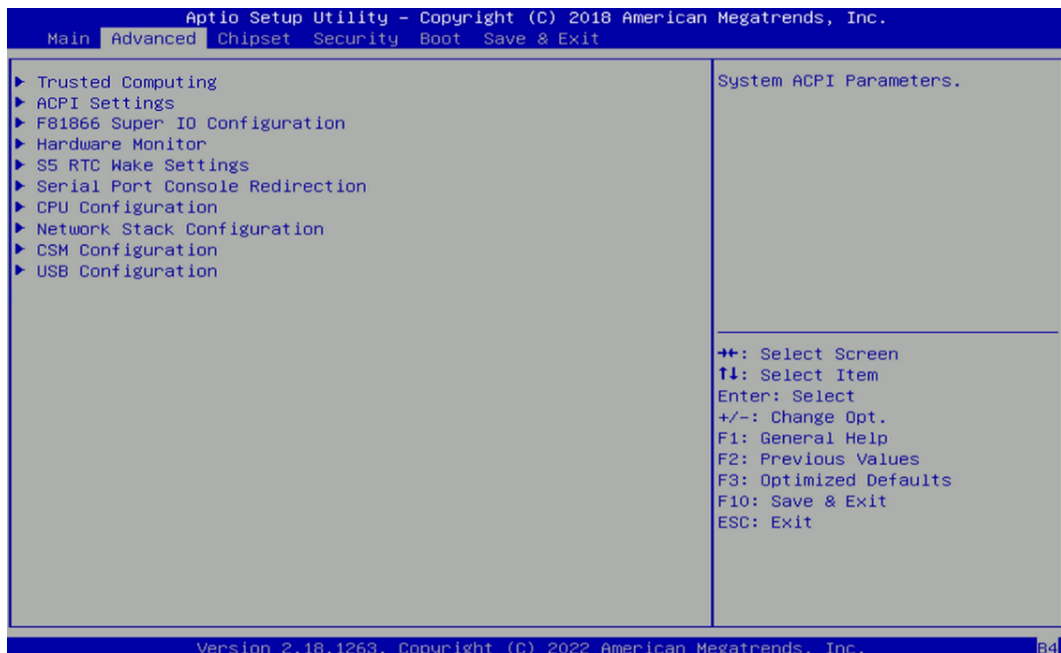 Aptio Setup Utility – Copyright (C) 2018 American Megatrends, Inc.
Main Advanced Chipset Security Boot Save & Exit
▶ Trusted Computing
▶ ACPI Settings
▶ F81866 Super IO Configuration
▶ Hardware Monitor
▶ S5 RTC Wake Settings
▶ Serial Port Console Redirection
▶ CPU Configuration
▶ Network Stack Configuration
▶ CSM Configuration
▶ USB Configuration
System ACPI Parameters.
→←: Select Screen
↑↓: Select Item
Enter: Select
+/-: Change Opt.
F1: General Help
F2: Previous Values
F3: Optimized Defaults
F10: Save & Exit
ESC: Exit
Version 2.18.1263. Copyright (C) 2022 American Megatrends, Inc.
B4